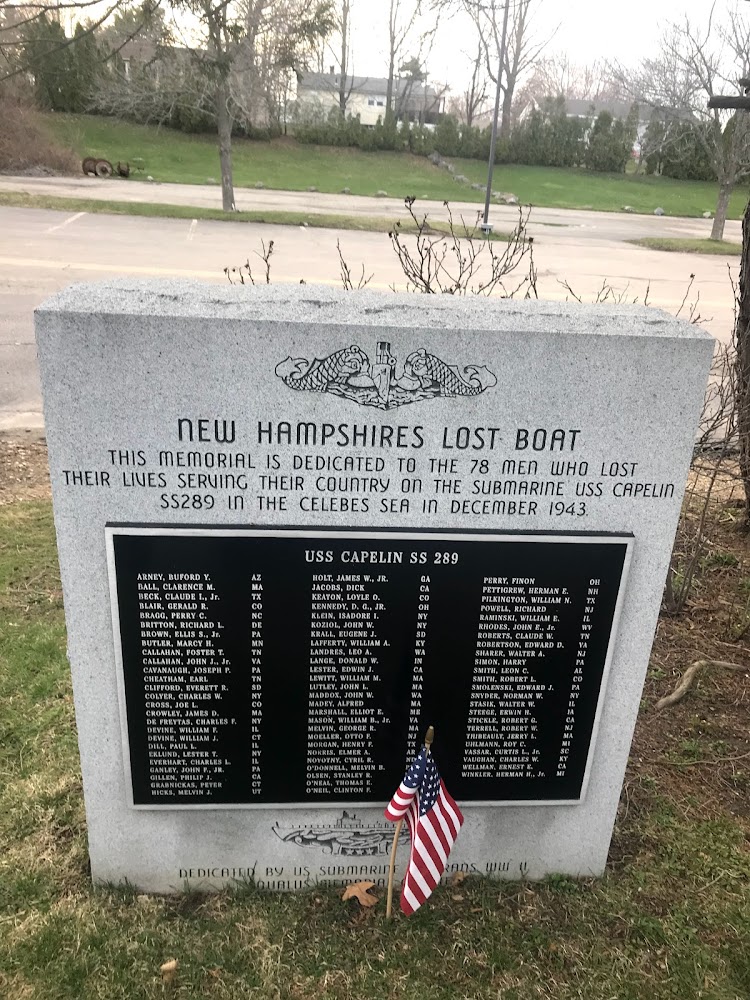 NEW HAMPSHIRES LOST BOAT
THIS MEMORIAL IS DEDICATED TO THE 78 MEN WHO LOST
THEIR LIVES SERVING THEIR COUNTRY ON THE SUBMARINE USS CAPELIN
SS289 IN THE CELEBES SEA IN DECEMBER 1943.
USS CAPELIN SS 289
ARNEY, BUFORD Y. AZ
BALL, CLARENCE M. MA
BECK, CLAUDE L., Jr. TX
BLAIR, GERALD R. CO
BRAGG, PERRY C. NC
BRITTON, RICHARD L. DE
BROWN, ELLIS S., Jr. PA
BUTLER, MARCY H. MN
CALLAHAN, FOSTER T. TN
CALLAHAN, JOHN J., Jr. VA
CAVANAUGH, JOSEPH P. PA
CHEATHAM, EARL TN
CLIFFORD, EVERETT R. SD
COLYER, CHARLES W. NY
CROSS, JOE L. CO
CROWLEY, JAMES D. MA
DE FREYTAS, CHARLES F. NY
DEVINE, WILLIAM F. IL
DEVINE, WILLIAM J. CT
DILL, PAUL L. IL
EKLUND, LESTER T. NY
EVERHART, CHARLES L. IL
GANLEY, JOHN P., JR. PA
GILLEN, PHILIP J. CA
GRABNICKAS, PETER CT
HICKS, MELVIN J. UT
HOLT, JAMES W., JR. GA
JACOBS, DICK CA
KEATON, LOYLE O. CO
KENNEDY, D. G., JR. OH
KLEIN, ISADORE I. NY
KOZIOL, JOHN W. NY
KRALL, EUGENE J. SD
LAFFERTY, WILLIAM A. KY
LANDRES, LEO A. WA
LANGE, DONALD W. IN
LESTER, EDWIN J. CA
LEWITT, WILLIAM M. MA
LUTLEY, JOHN L. MA
MADDOX, JOHN W. WA
MADEY, ALFRED MA
MARSHALL, ELLIOT E. ME
MASON, WILLIAM B., Jr. VA
MELVIN, GEORGE R. MA
MOELLER, OTTO F. NJ
MORGAN, HENRY F. TX
NORRIS, ELMER A. AR
NOVOTNY, CYRIL R.
O'DONNELL, MELVIN B.
OLSEN, STANLEY R.
O'NEAL, THOMAS E.
O'NEIL, CLINTON F.
PERRY, FINON OH
PETTIGREW, HERMAN E. NH
PILKINGTON, WILLIAM N. TX
POWELL, RICHARD NJ
RAMINSKI, WILLIAM E. IL
RHODES, JOHN E., Jr. WV
ROBERTS, CLAUDE W. TN
ROBERTSON, EDWARD D. VA
SHARER, WALTER A. NJ
SIMON, HARRY PA
SMITH, LEON C. AL
SMITH, ROBERT L. CO
SMOLENSKI, EDWARD J. PA
SNYDER, NORMAN W. NY
STASIK, WALTER W. IL
STEEGE, ERWIN H. IA
STICKLE, ROBERT G. CA
TERRELL, ROBERT W. NJ
THIBEAULT, JERRY E. MA
UHLMANN, ROY C. MI
VASSAR, CURTIS L., Jr. SC
VAUGHAN, CHARLES W. KY
WELLMAN, ERNEST E. CA
WINKLER, HERMAN H., Jr. MI
DEDICATED BY US SUBMARINE WW II